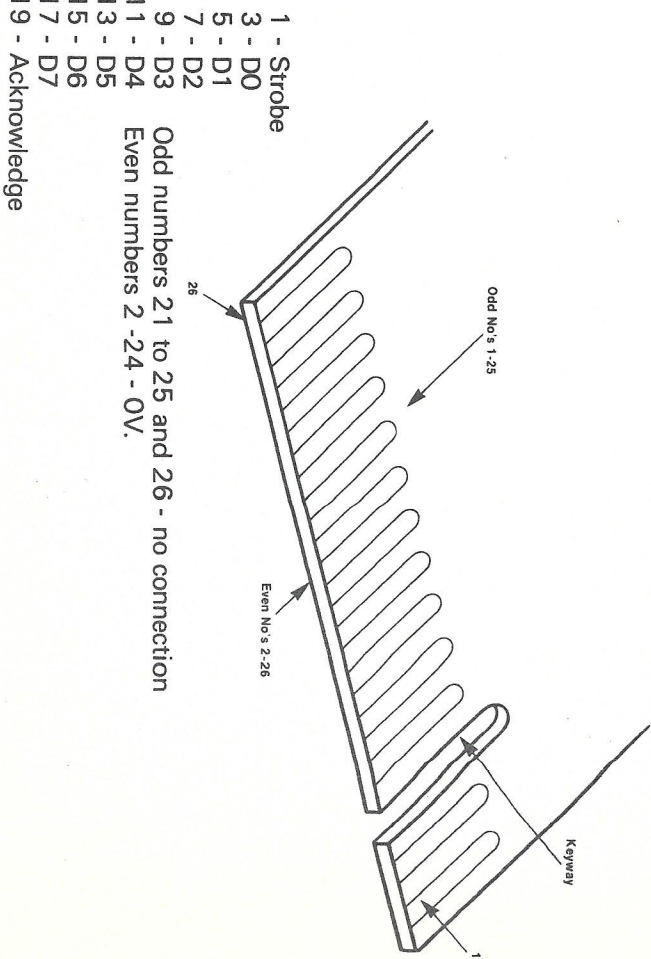 Odd No's 1-25
Keyway
26
Even No's 2-26
1
1 - Strobe
3 - D0
5 - D1
7 - D2
9 - D3
11 - D4
13 - D5
15 - D6
17 - D7
19 - Acknowledge
Odd numbers 21 to 25 and 26 - no connection
Even numbers 2 -24 - 0V.